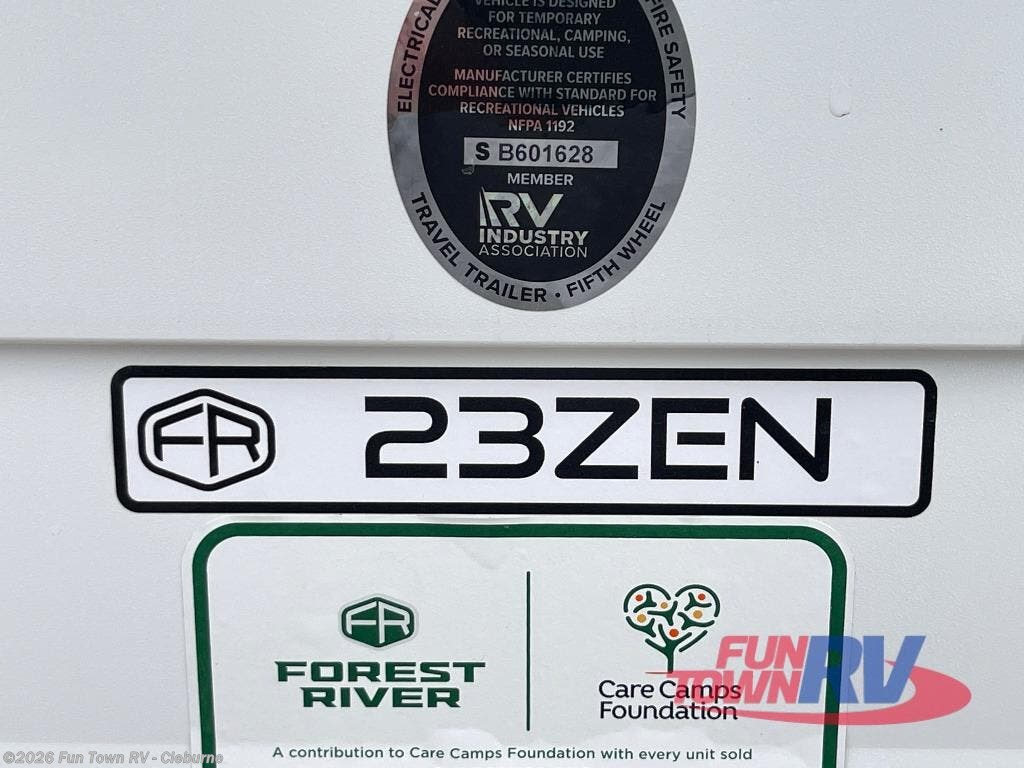 ELECTRICAL
FIRE SAFETY
VEHICLE IS DESIGNED
FOR TEMPORARY
RECREATIONAL, CAMPING,
OR SEASONAL USE
MANUFACTURER CERTIFIES
COMPLIANCE WITH STANDARD FOR
RECREATIONAL VEHICLES
NFPA 1192
S B601628
MEMBER
RV
INDUSTRY
ASSOCIATION
TRAVEL TRAILER · FIFTH WHEEL
FR 23ZEN
FR
FOREST
RIVER
Care Camps
Foundation
FUN
TOWN RV
A contribution to Care Camps Foundation with every unit sold
©2026 Fun Town RV - Cleburne